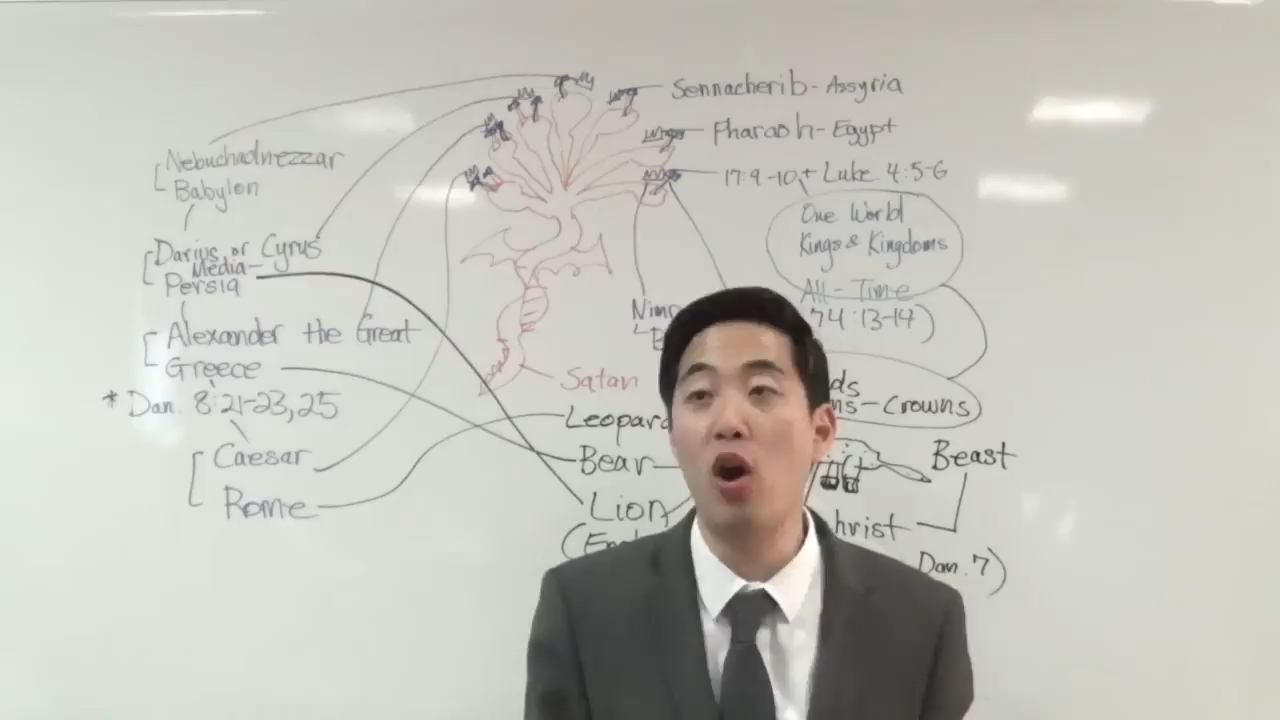 Sennacherib - Assyria
Pharaoh - Egypt
17:9-10, + Luke 4:5-6
One World
Kings & Kingdoms
All-Time
74:13-14)
Nebuchadnezzar
Babylon
Darius or Cyrus
Media-
Persia
Alexander the Great
Greece
* Dan. 8:21-23, 25
Caesar
Rome
Satan
Leopard
Bear
Lion
- Crowns)
Beast
Dan. 7)